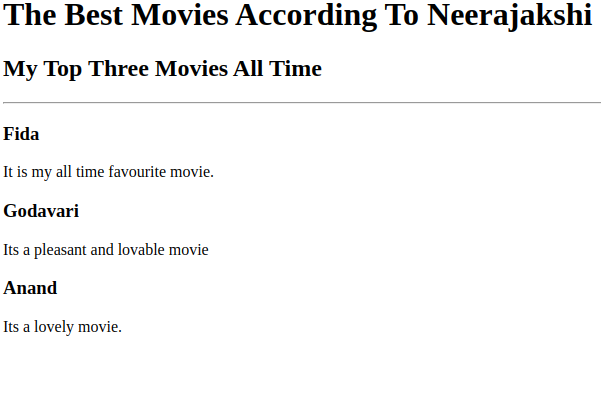 The Best Movies According To Neerajakshi
My Top Three Movies All Time
Fida
It is my all time favourite movie.
Godavari
Its a pleasant and lovable movie
Anand
Its a lovely movie.